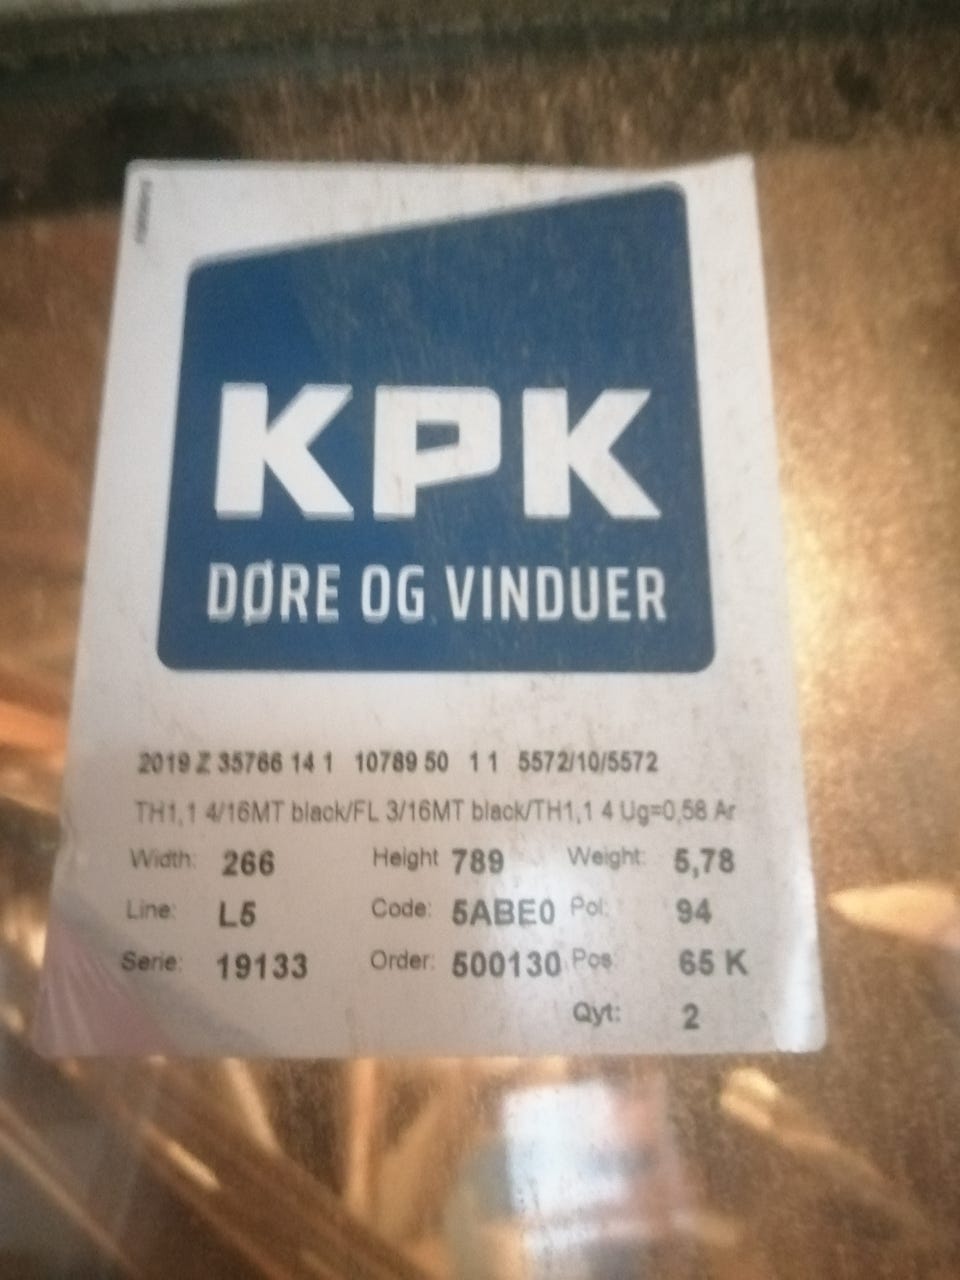 KPK
DØRE OG VINDUER
2019 Z 35766 14 1 10789 50 1 1 5572/10/5572
TH1,1 4/16MT black/FL 3/16MT black/TH1,1 4 Ug=0,58 Ar
Width: 266 Height 789 Weight: 5,78
Line: L5 Code: 5ABE0 Pol: 94
Serie: 19133 Order: 500130 Pos: 65 K
Qyt: 2